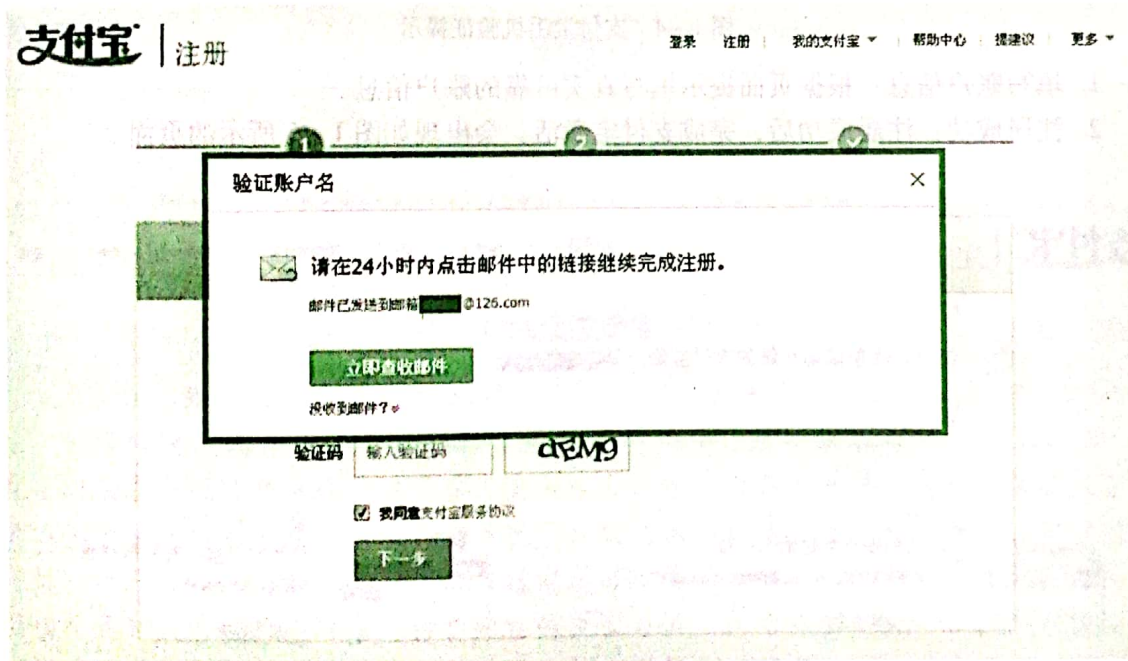 支付宝 注册
登录 注册 我的支付宝 帮助中心 提建议 更多
1 2
验证账户名
请在24小时内点击邮件中的链接继续完成注册。
邮件已发送到邮箱 @126.com
立即查收邮件
没收到邮件？
验证码 输入验证码 dEM9
我同意支付宝服务协议
下一步